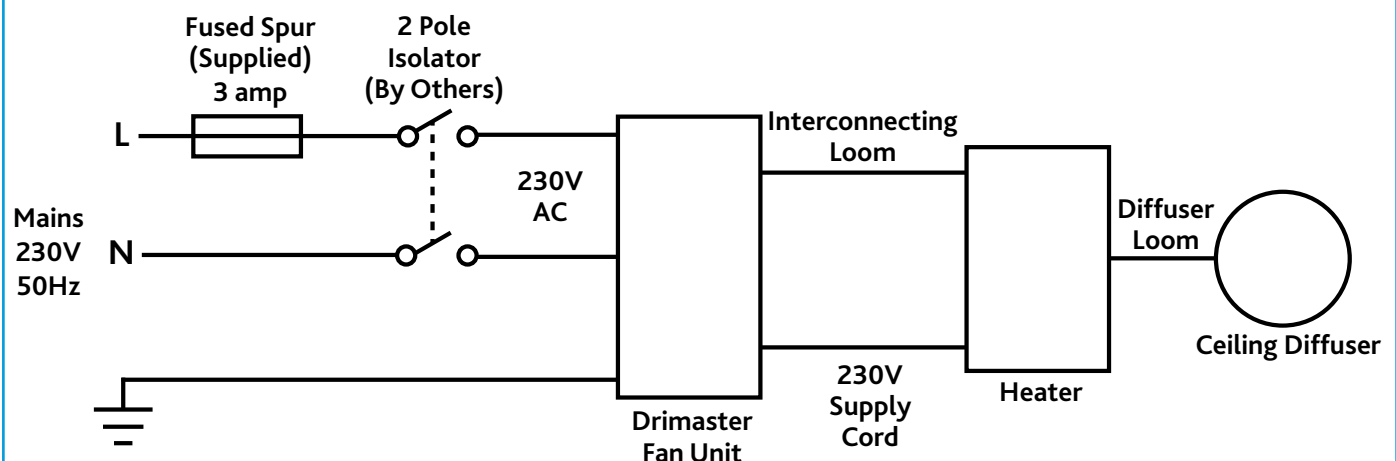 Fused Spur
(Supplied)
3 amp
2 Pole
Isolator
(By Others)
L
Mains
230V
50Hz
N
230V
AC
Interconnecting
Loom
Diffuser
Loom
Ceiling Diffuser
Heater
230V
Supply
Cord
Drimaster
Fan Unit